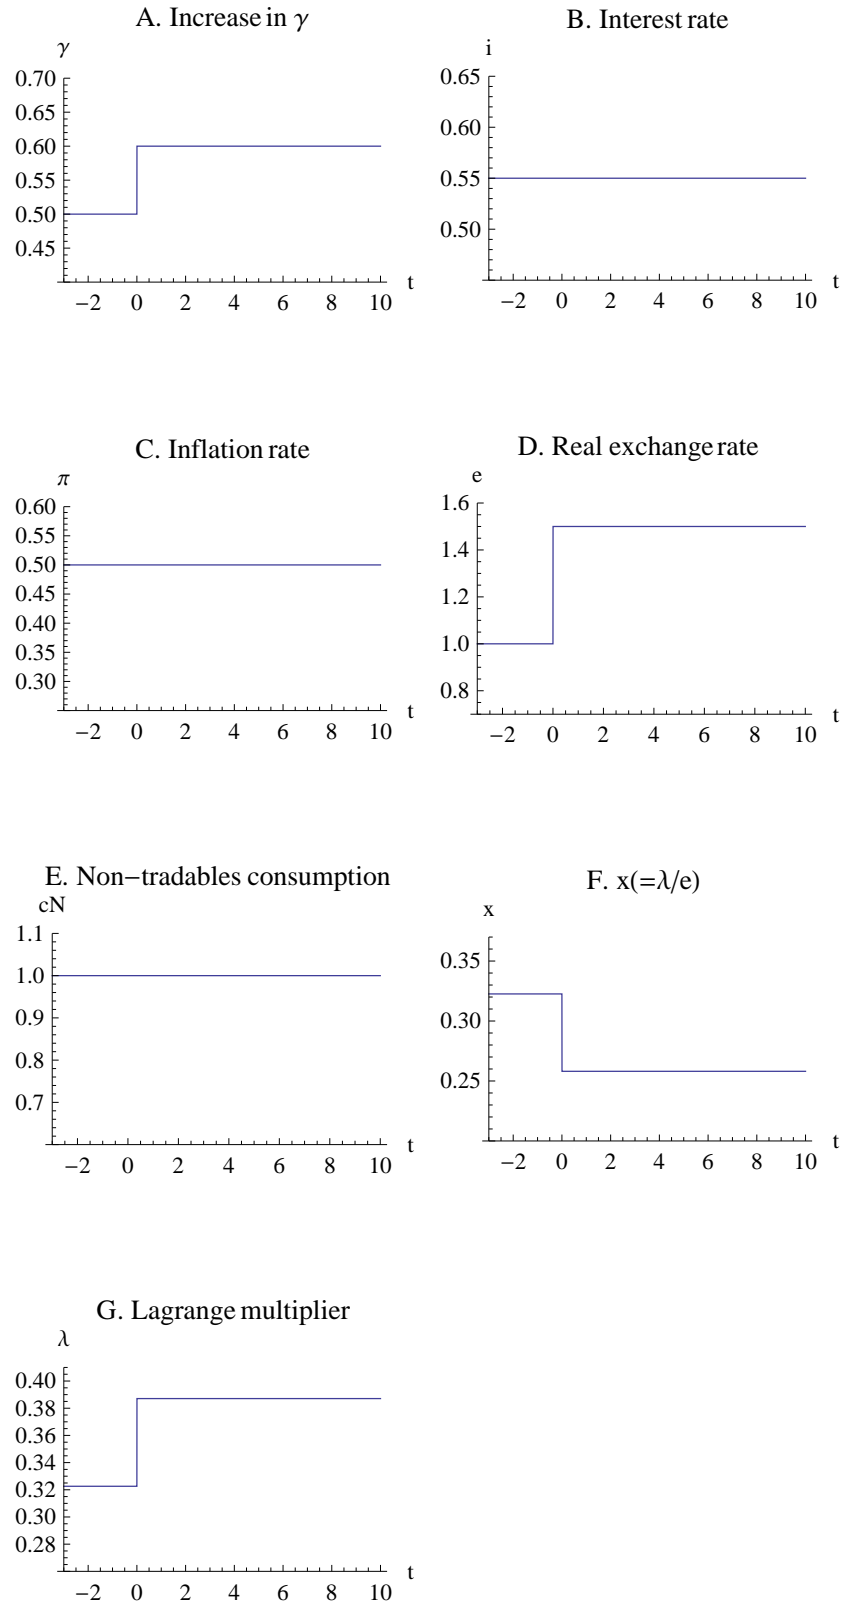 A. Increase in γ
γ
0.70
0.65
0.60
0.55
0.50
0.45
−2 0 2 4 6 8 10 t
B. Interest rate
i
0.65
0.60
0.55
0.50
−2 0 2 4 6 8 10 t
C. Inflation rate
π
0.60
0.55
0.50
0.45
0.40
0.35
0.30
−2 0 2 4 6 8 10 t
D. Real exchange rate
e
1.6
1.4
1.2
1.0
0.8
−2 0 2 4 6 8 10 t
E. Non−tradables consumption
cN
1.1
1.0
0.9
0.8
0.7
−2 0 2 4 6 8 10 t
F. x(=λ/e)
x
0.35
0.30
0.25
−2 0 2 4 6 8 10 t
G. Lagrange multiplier
λ
0.40
0.38
0.36
0.34
0.32
0.30
0.28
−2 0 2 4 6 8 10 t